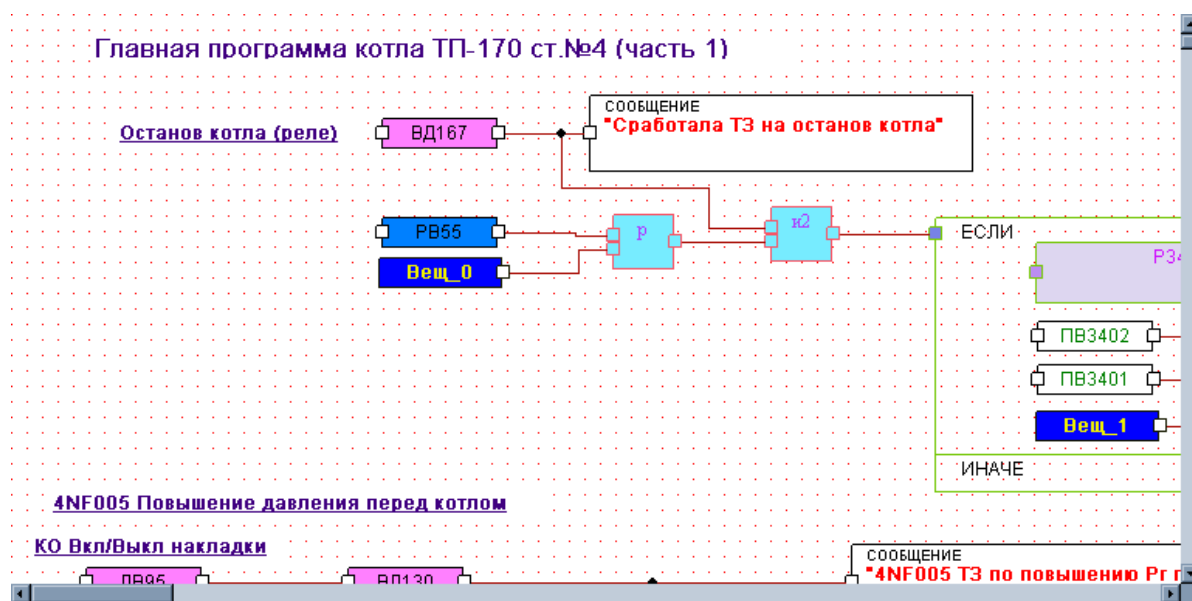 Главная программа котла ТП-170 ст.№4 (часть 1)
СООБЩЕНИЕ
"Сработала ТЗ на останов котла"
Останов котла (реле)
ВД167
РВ55
р
и2
ЕСЛИ
Вещ_0
ПВ3402
ПВ3401
Вещ_1
ИНАЧЕ
4NF005 Повышение давления перед котлом
КО Вкл/Выкл накладки
СООБЩЕНИЕ
"4NF005 ТЗ по повышению Рг
ВД130